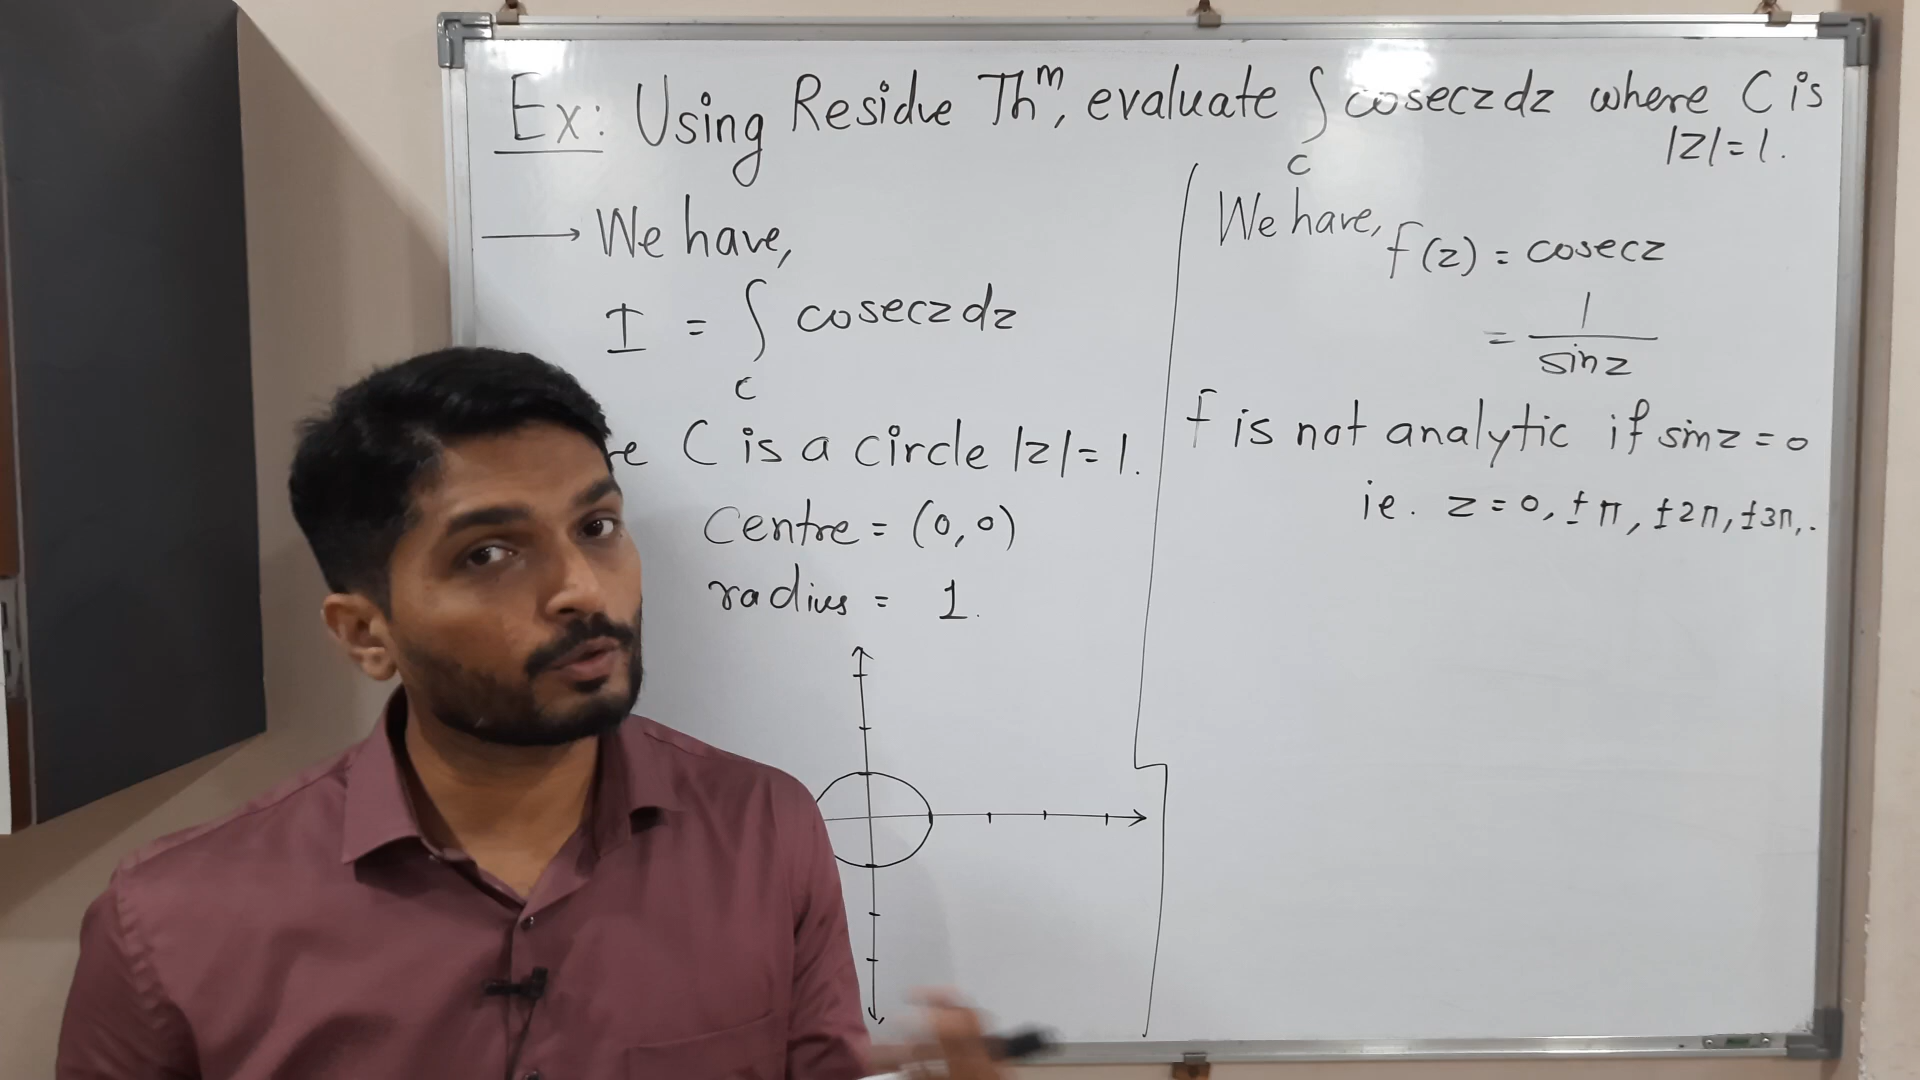 Ex: Using Residue Thᵐ, evaluate ∫ cosecz dz where C is
C
|z|=1.
→ We have,
I = ∫ cosecz dz
C
re C is a circle |z|=1.
Centre = (0,0)
radius = 1.
We have, f(z) = cosecz
= 1/sinz
f is not analytic if sinz=0
ie. z=0, ±π, ±2π, ±3π,..